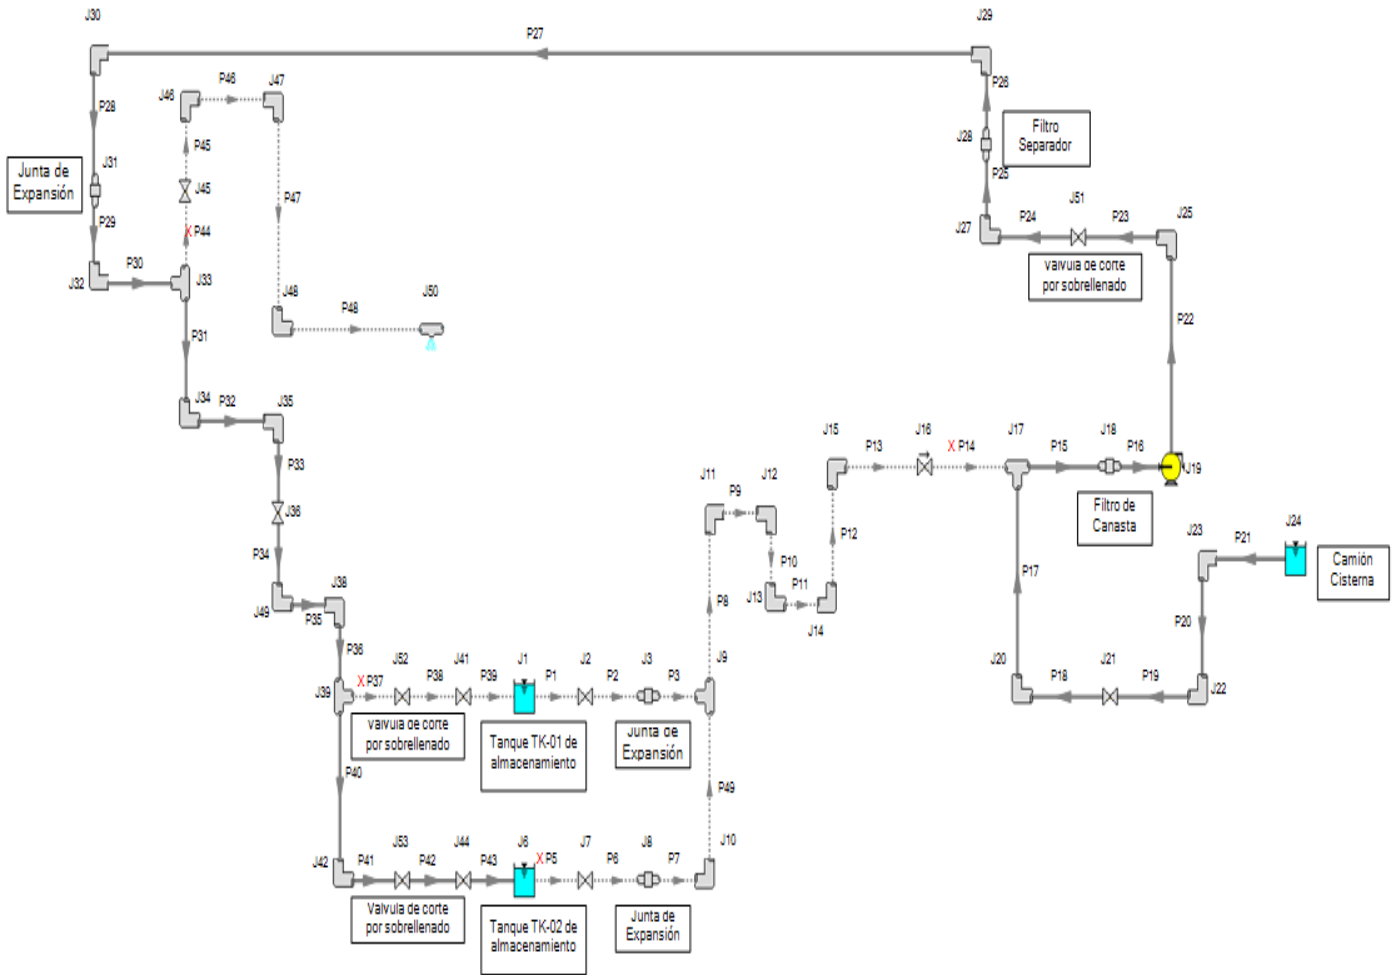 J30
J29
P27
J46
P46
J47
P26
P28
Filtro
Separador
J28
P45
J31
Junta de
Expansión
P25
J45
P47
J51
J25
P29
J27
P24
P23
X P44
P30
J33
J32
Valvula de corte
por sobrellenado
J48
J50
P48
P22
P31
J34
P32
J35
J15
P13
J16
X P14
J17
P15
J18
P16
P33
J19
J11
J12
P9
J36
Filtro de
Canasta
J23
P21
J24
P12
P34
P10
Camión
Cisterna
P17
J38
P11
J13
J49
P35
J14
P8
P20
P36
J52
J41
J1
J2
J3
J9
J20
J21
X P37
P38
P39
P1
P2
P3
P18
P19
J22
J39
Valvula de corte
por sobrellenado
Tanque TK-01 de
almacenamiento
Junta de
Expansión
P40
P49
J53
J44
J6
J7
J8
J10
J42
P41
P42
P43
X P5
P6
P7
Valvula de corte
por sobrellenado
Tanque TK-02 de
almacenamiento
Junta de
Expansión